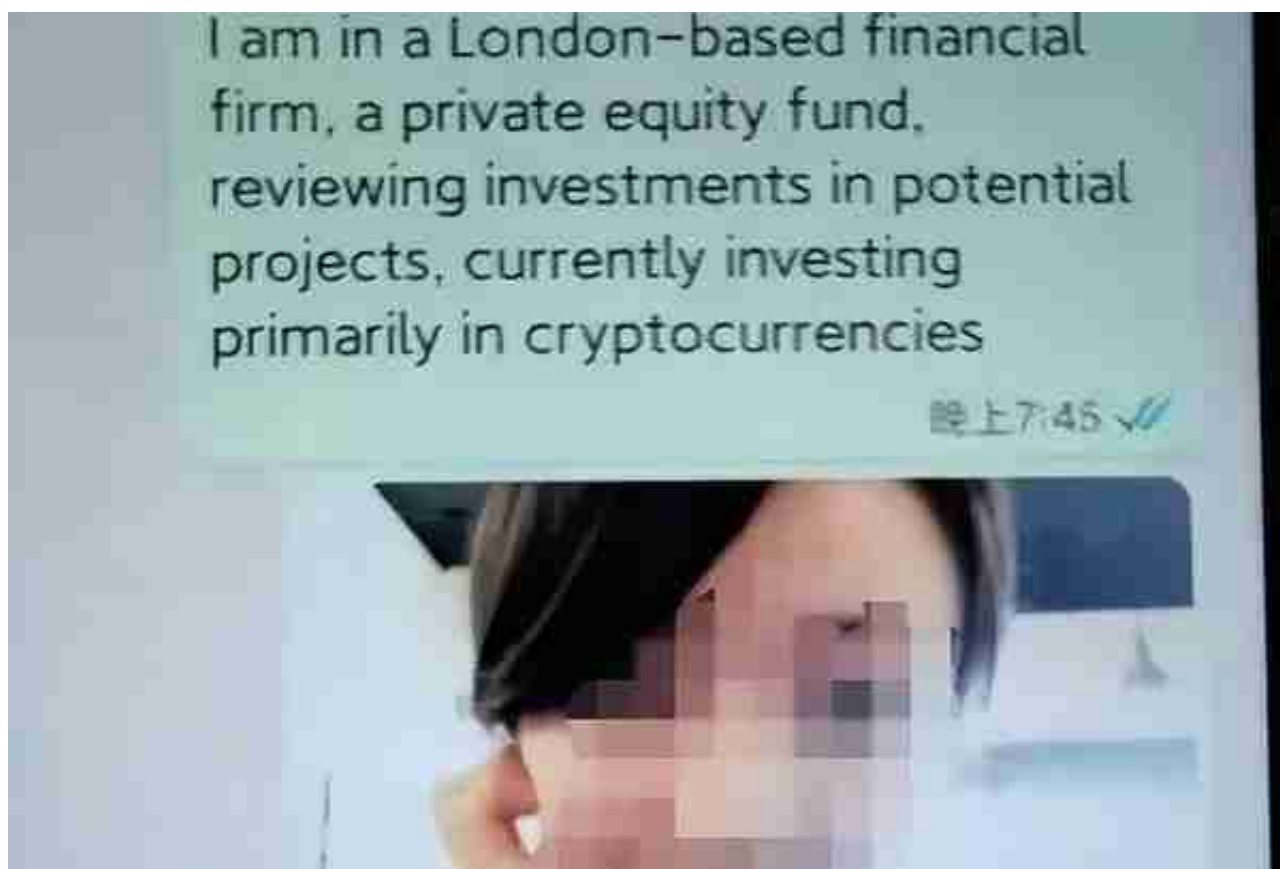 I am in a London-based financial
firm, a private equity fund,
reviewing investments in potential
projects, currently investing
primarily in cryptocurrencies
晚上7:45